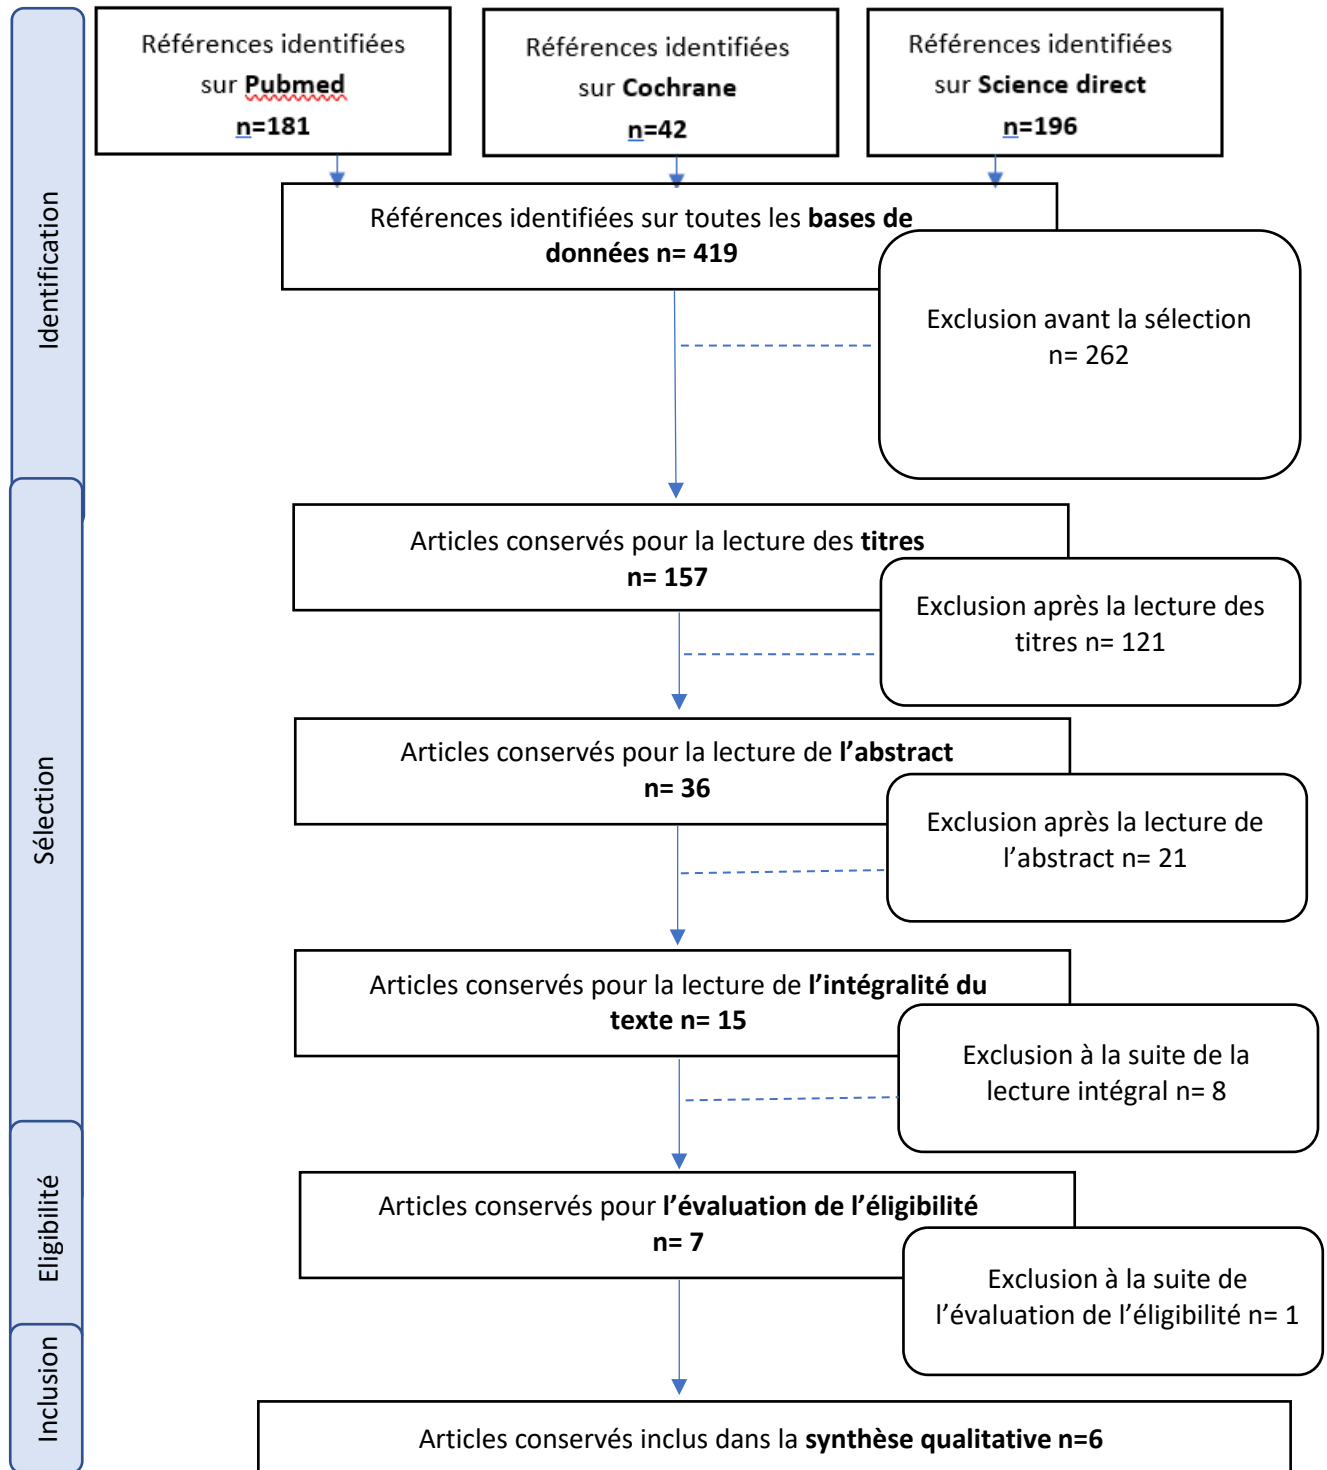 Références identifiées
sur Pubmed
n=181
Références identifiées
sur Cochrane
n=42
Références identifiées
sur Science direct
n=196
Identification
Références identifiées sur toutes les bases de
données n= 419
Exclusion avant la sélection
n= 262
Sélection
Articles conservés pour la lecture des titres
n= 157
Exclusion après la lecture des
titres n= 121
Articles conservés pour la lecture de l’abstract
n= 36
Exclusion après la lecture de
l’abstract n= 21
Articles conservés pour la lecture de l’intégralité du
texte n= 15
Exclusion à la suite de la
lecture intégral n= 8
Eligibilité
Articles conservés pour l’évaluation de l’éligibilité
n= 7
Exclusion à la suite de
l’évaluation de l’éligibilité n= 1
Inclusion
Articles conservés inclus dans la synthèse qualitative n=6